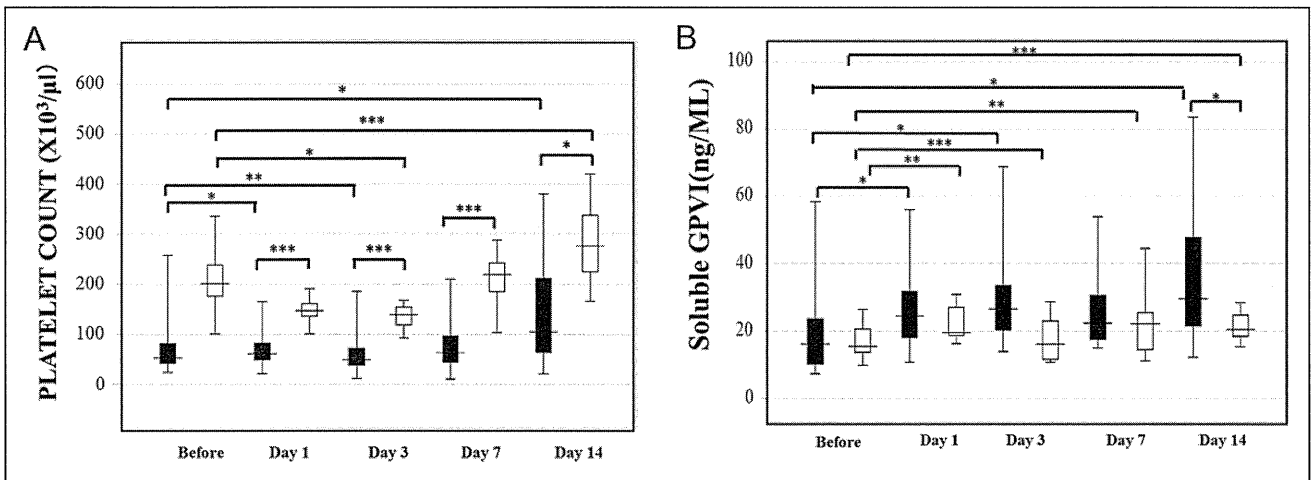 A
PLATELET COUNT (X10³/µl)
600
500
400
300
200
100
0
*
***
*
*
**
***
*
***
***
Before
Day 1
Day 3
Day 7
Day 14
B
Soluble GPVI(ng/ML)
100
80
60
40
20
0
***
*
*
**
*
***
**
*
Before
Day 1
Day 3
Day 7
Day 14